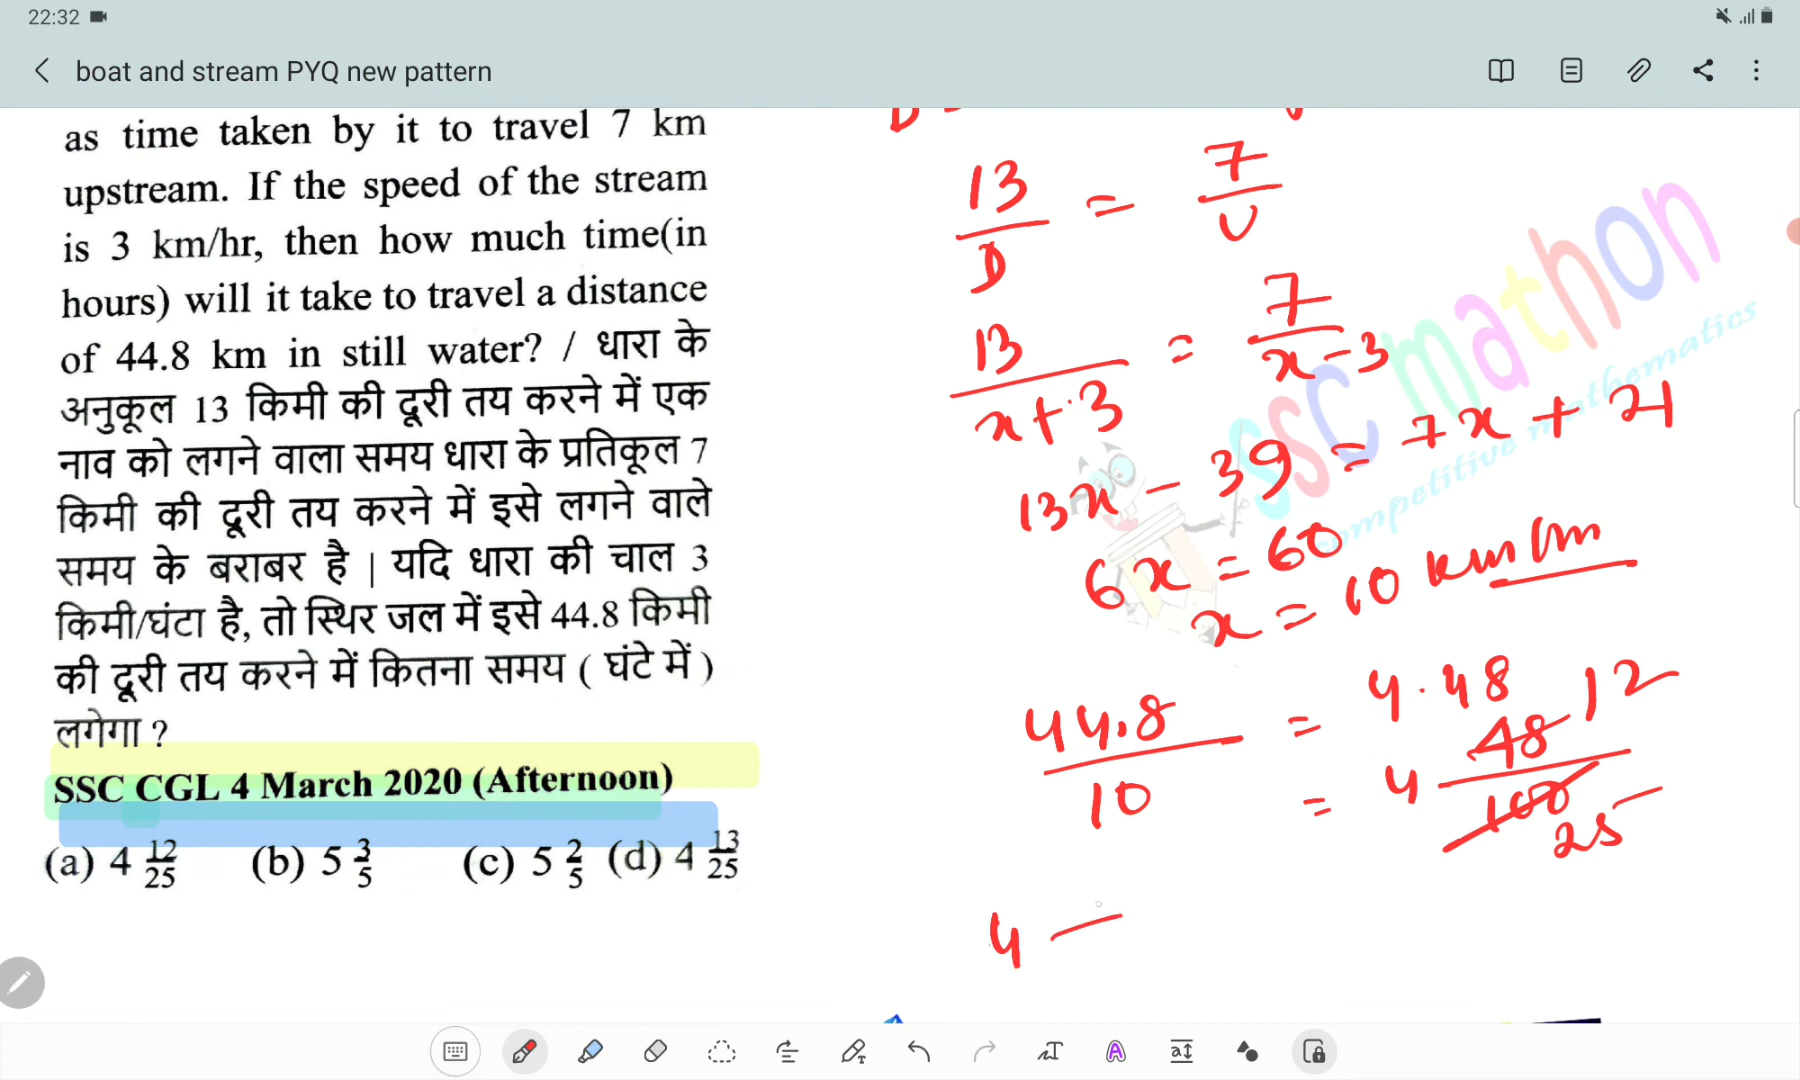 22:32
boat and stream PYQ new pattern
as time taken by it to travel 7 km
upstream. If the speed of the stream
is 3 km/hr, then how much time(in
hours) will it take to travel a distance
of 44.8 km in still water? / धारा के
अनुकूल 13 किमी की दूरी तय करने में एक
नाव को लगने वाला समय धारा के प्रतिकूल 7
किमी की दूरी तय करने में इसे लगने वाले
समय के बराबर है | यदि धारा की चाल 3
किमी/घंटा है, तो स्थिर जल में इसे 44.8 किमी
की दूरी तय करने में कितना समय ( घंटे में )
लगेगा ?
SSC CGL 4 March 2020 (Afternoon)
(a) 4 12/25 (b) 5 3/5 (c) 5 2/5 (d) 4 13/25
13/D = 7/U
13/x+3 = 7/x-3
13x - 39 = 7x + 21
6x = 60
x = 10 km/hr
44.8/10 = 4.48
= 4 48/100 12/25
4
SSC mathon
competitive mathematics